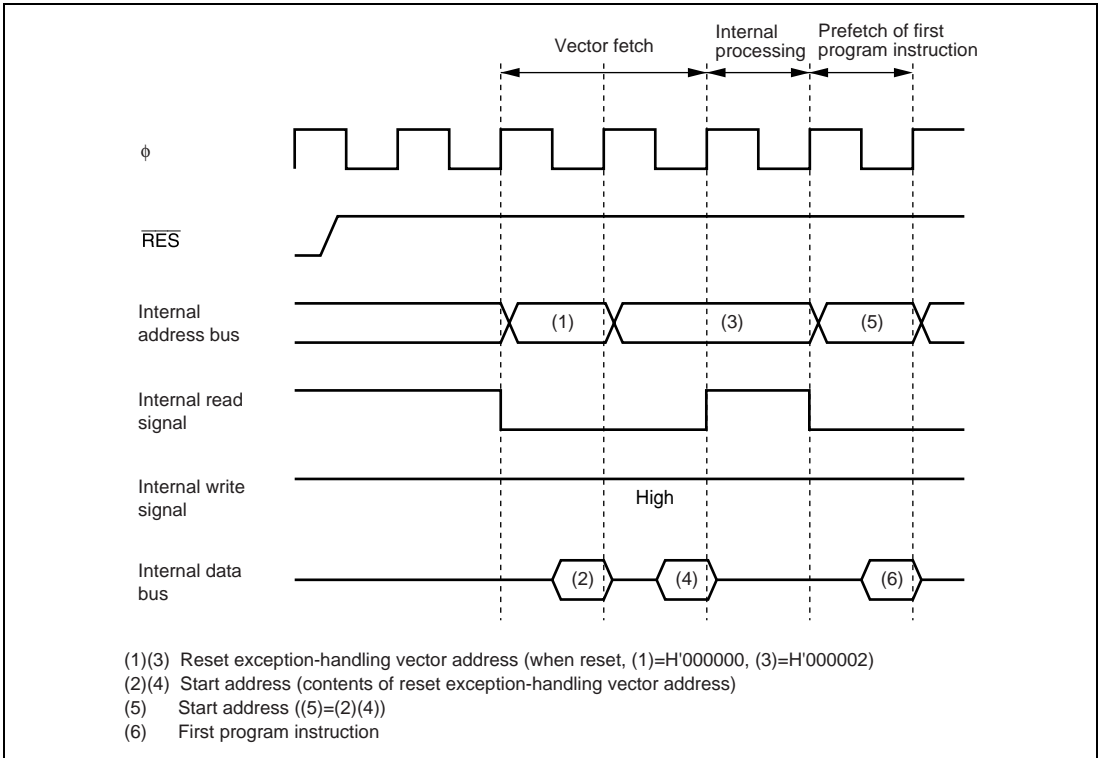 Vector fetch
Internal
processing
Prefetch of first
program instruction
ϕ
R̅E̅S̅
Internal
address bus
(1)
(3)
(5)
Internal read
signal
Internal write
signal
High
Internal data
bus
(2)
(4)
(6)
(1)(3) Reset exception-handling vector address (when reset, (1)=H'000000, (3)=H'000002)
(2)(4) Start address (contents of reset exception-handling vector address)
(5) Start address ((5)=(2)(4))
(6) First program instruction